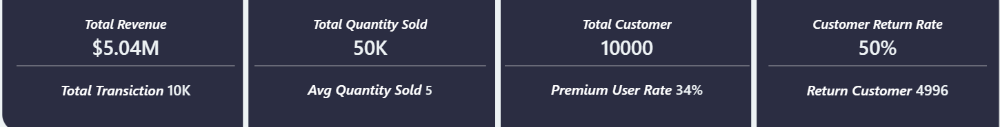 Total Revenue
$5.04M
Total Transiction 10K
Total Quantity Sold
50K
Avg Quantity Sold 5
Total Customer
10000
Premium User Rate 34%
Customer Return Rate
50%
Return Customer 4996